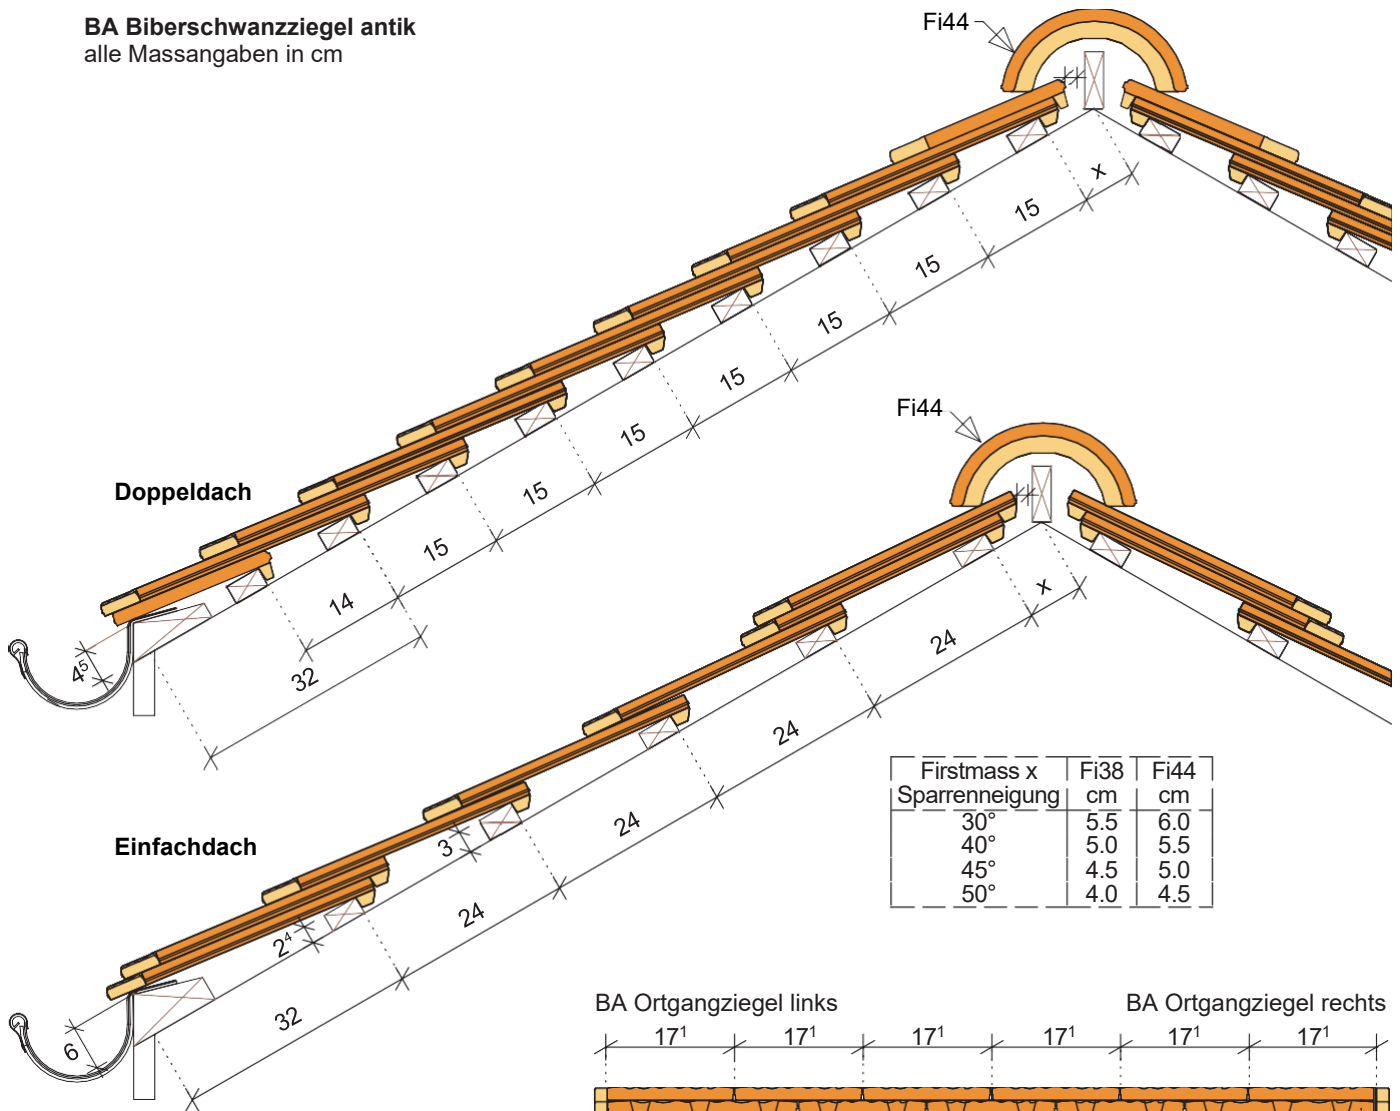 BA Biberschwanzziegel antik
alle Massangaben in cm
Fi44
x
15
15
15
15
15
15
15
14
32
4⁵
Doppeldach
Fi44
x
24
24
24
24
3
2⁴
32
6
Einfachdach
Firstmass x Fi38 Fi44
Sparrenneigung cm cm
30° 5.5 6.0
40° 5.0 5.5
45° 4.5 5.0
50° 4.0 4.5
BA Ortgangziegel links BA Ortgangziegel rechts
17¹ 17¹ 17¹ 17¹ 17¹ 17¹